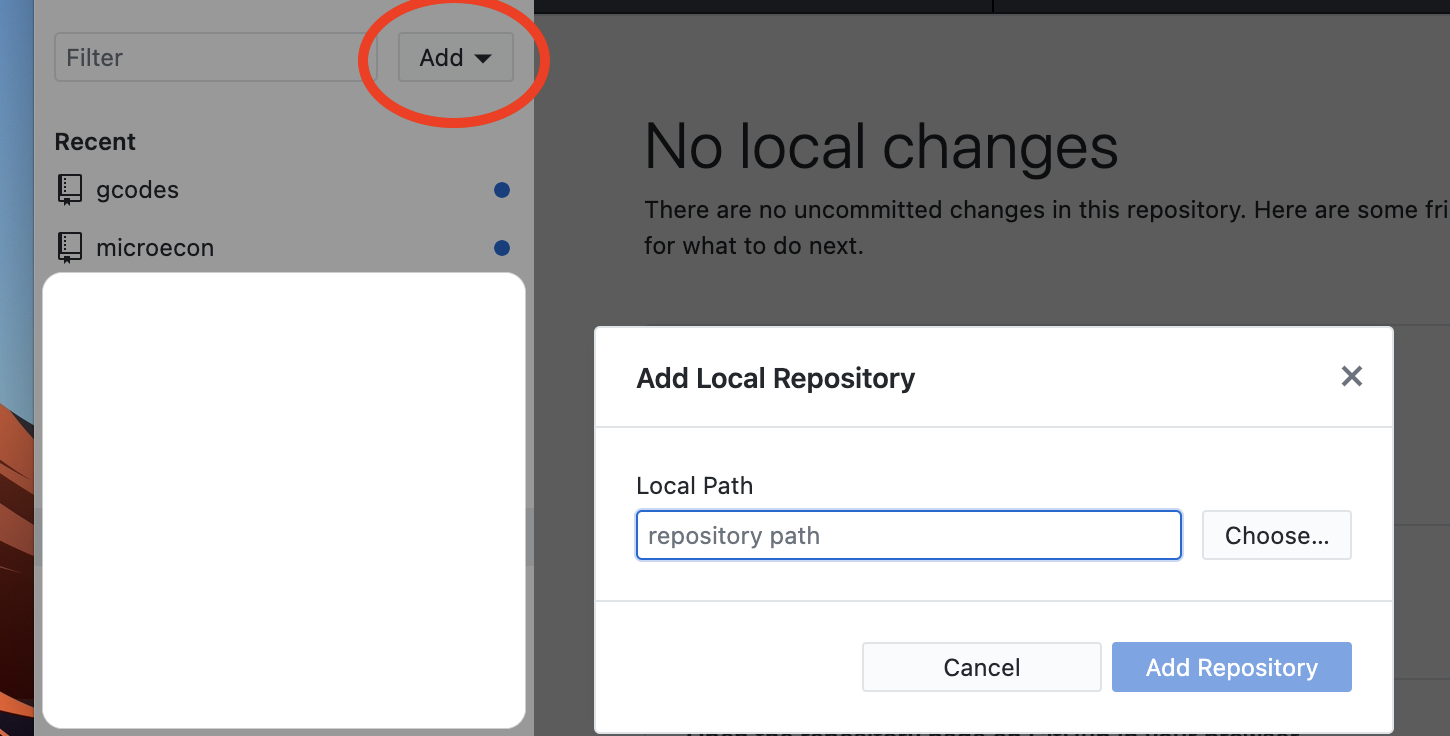 Filter
Add
Recent
gcodes
microecon
No local changes
There are no uncommitted changes in this repository. Here are some fri
for what to do next.
Add Local Repository
Local Path
repository path
Choose...
Cancel
Add Repository